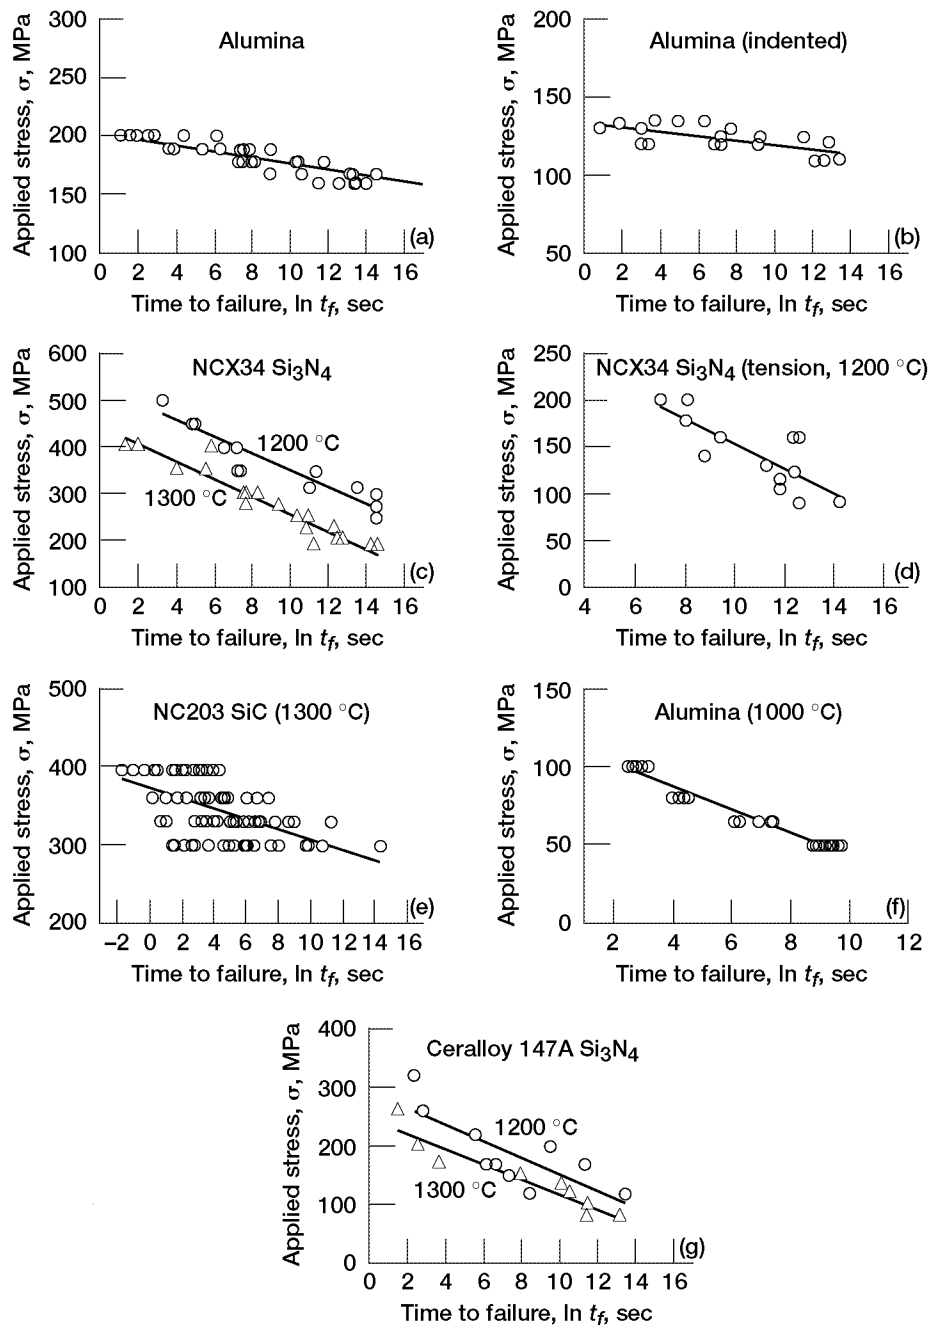 300
Alumina
250
200
150
100
Applied stress, σ, MPa
(a)
0 2 4 6 8 10 12 14 16
Time to failure, ln t_f, sec
200
Alumina (indented)
150
100
50
Applied stress, σ, MPa
(b)
0 2 4 6 8 10 12 14 16
Time to failure, ln t_f, sec
600
NCX34 Si₃N₄
500
400
300
200
100
Applied stress, σ, MPa
1200 °C
1300 °C
(c)
0 2 4 6 8 10 12 14 16
Time to failure, ln t_f, sec
250
NCX34 Si₃N₄ (tension, 1200 °C)
200
150
100
50
0
Applied stress, σ, MPa
(d)
4 6 8 10 12 14 16
Time to failure, ln t_f, sec
500
NC203 SiC (1300 °C)
400
300
200
Applied stress, σ, MPa
(e)
−2 0 2 4 6 8 10 12 14 16
Time to failure, ln t_f, sec
150
Alumina (1000 °C)
100
50
0
Applied stress, σ, MPa
(f)
2 4 6 8 10 12
Time to failure, ln t_f, sec
400
Ceralloy 147A Si₃N₄
300
200
100
0
Applied stress, σ, MPa
1200 °C
1300 °C
(g)
0 2 4 6 8 10 12 14 16
Time to failure, ln t_f, sec